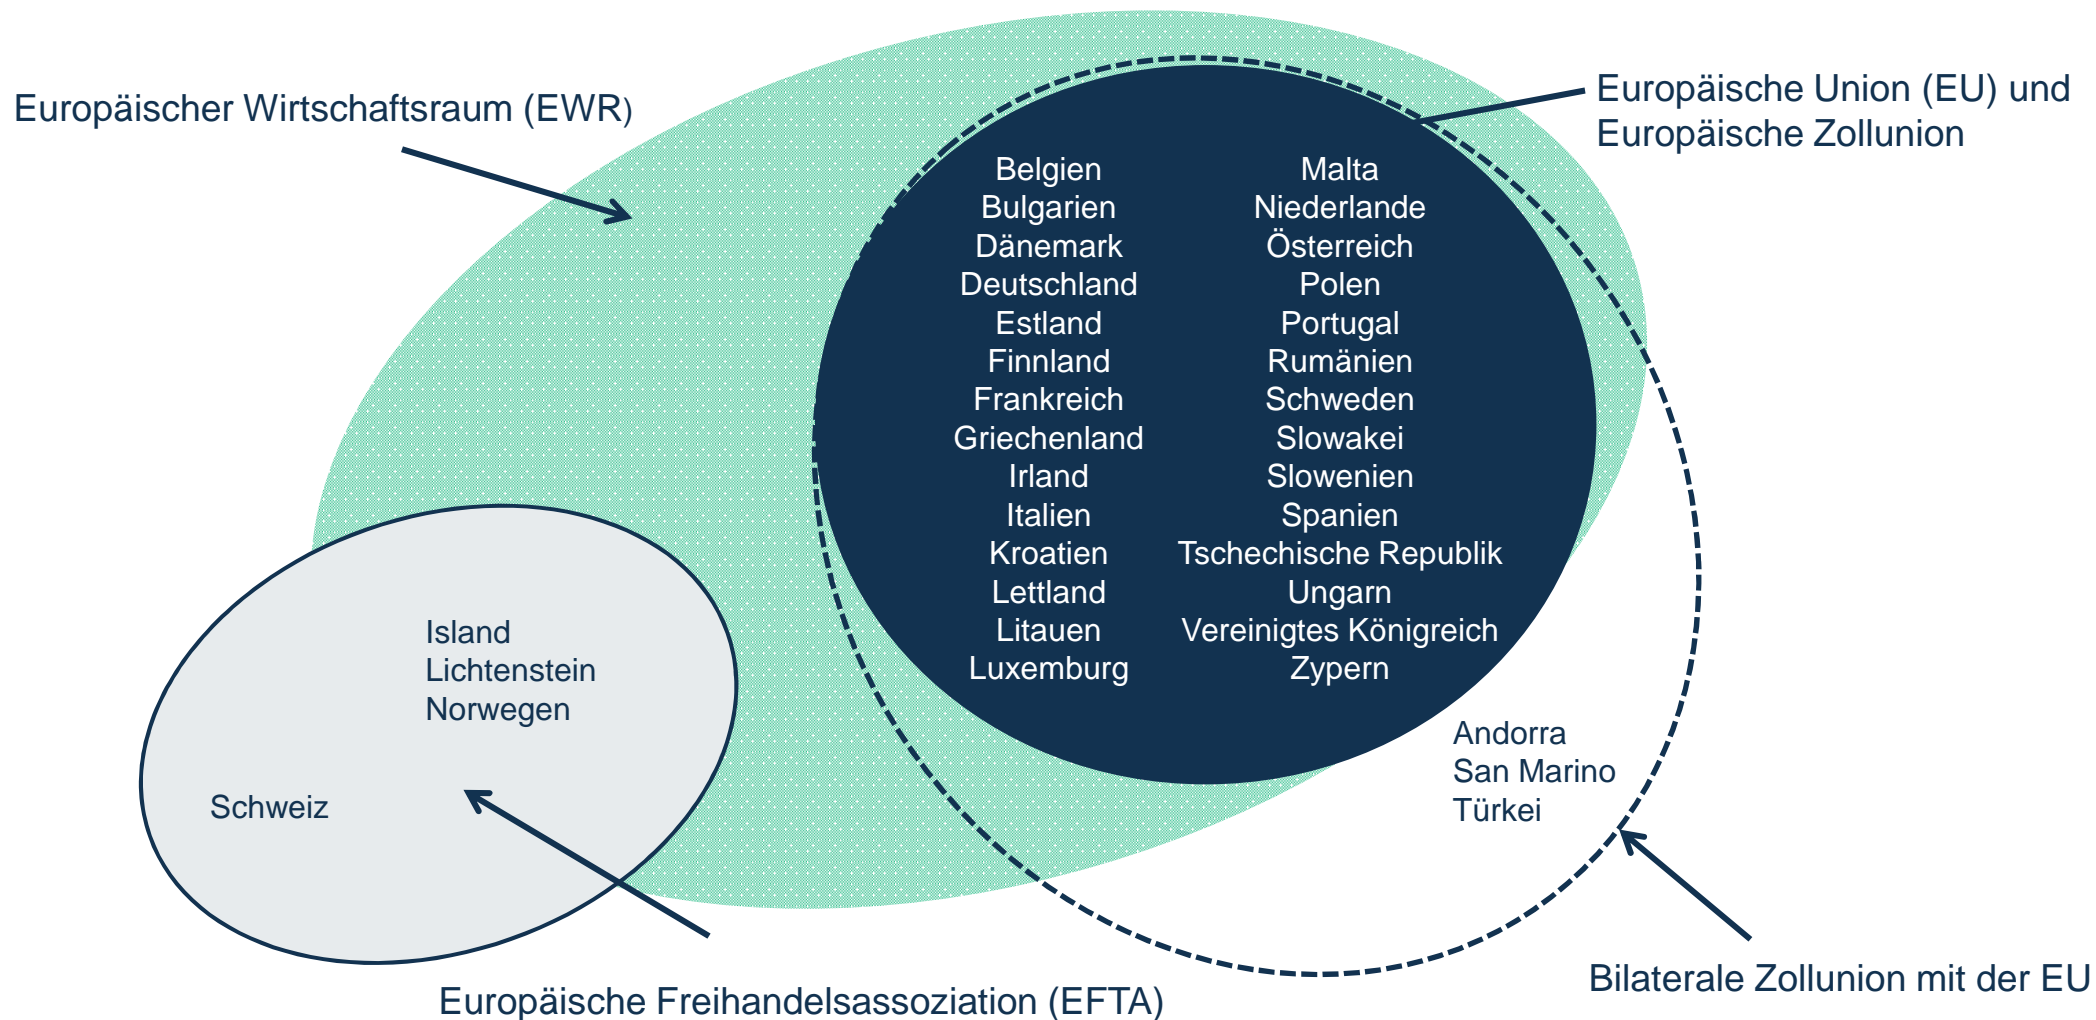 Europäischer Wirtschaftsraum (EWR)
Europäische Union (EU) und
Europäische Zollunion
Belgien
Bulgarien
Dänemark
Deutschland
Estland
Finnland
Frankreich
Griechenland
Irland
Italien
Kroatien
Lettland
Litauen
Luxemburg
Malta
Niederlande
Österreich
Polen
Portugal
Rumänien
Schweden
Slowakei
Slowenien
Spanien
Tschechische Republik
Ungarn
Vereinigtes Königreich
Zypern
Island
Lichtenstein
Norwegen
Schweiz
Andorra
San Marino
Türkei
Europäische Freihandelsassoziation (EFTA)
Bilaterale Zollunion mit der EU